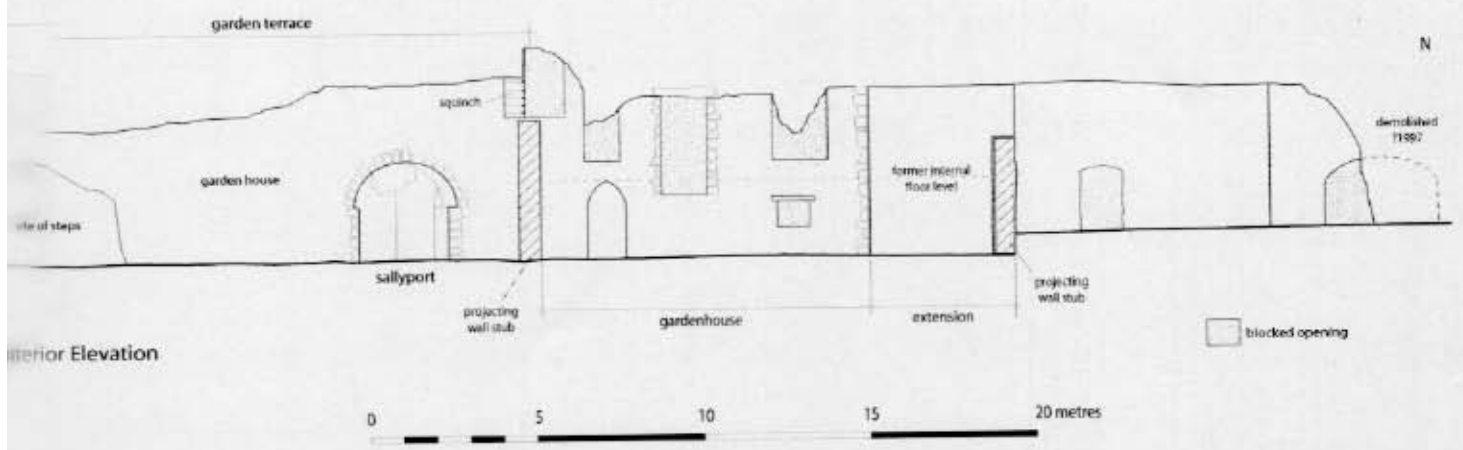 garden terrace
N
squinch
demolished
?1997
garden house
former internal
floor level
site of steps
sallyport
projecting
wall stub
projecting
wall stub
gardenhouse
extension
blocked opening
Elevation
0 5 10 15 20 metres